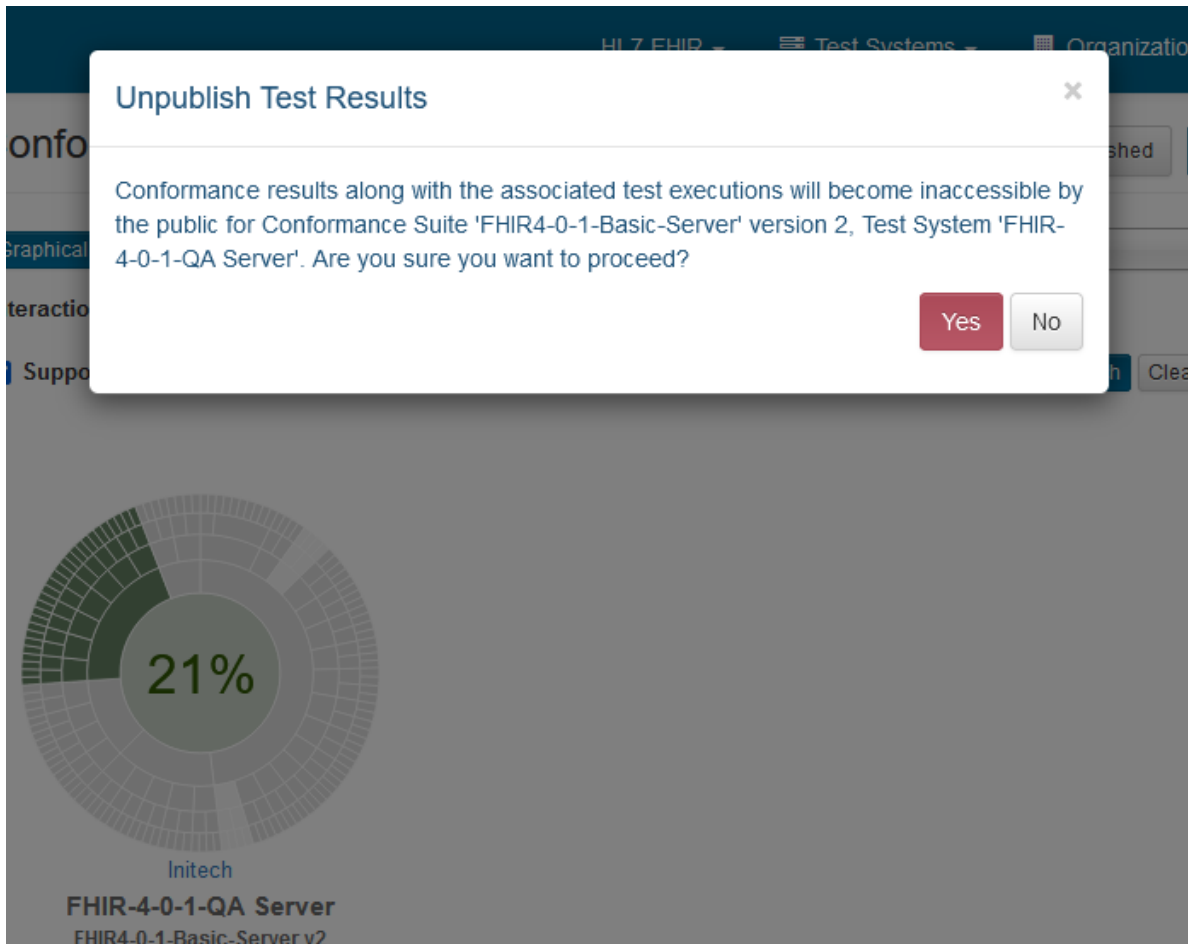 HL7 FHIR
Test Systems
Organizatio
Unpublish Test Results
×
onfo
shed
Conformance results along with the associated test executions will become inaccessible by
the public for Conformance Suite 'FHIR4-0-1-Basic-Server' version 2, Test System 'FHIR-
4-0-1-QA Server'. Are you sure you want to proceed?
Graphical
teractio
Yes
No
Suppo
h
Clea
21%
Initech
FHIR-4-0-1-QA Server
FHIR4-0-1-Basic-Server v2